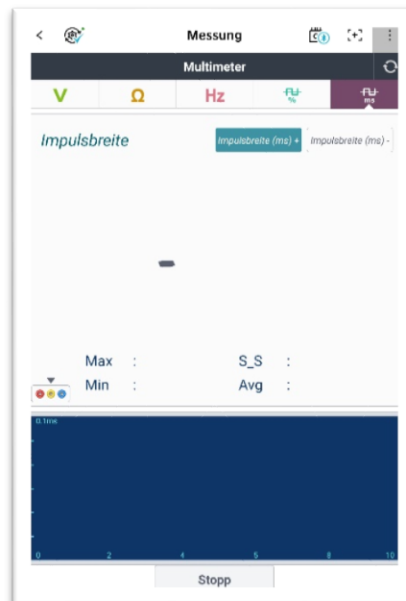 Messung
Multimeter
V Ω Hz % ms
Impulsbreite Impulsbreite (ms) + Impulsbreite (ms) -
-
Max : S_S :
Min : Avg :
0.1ms
0 2 4 5 8 10
Stopp